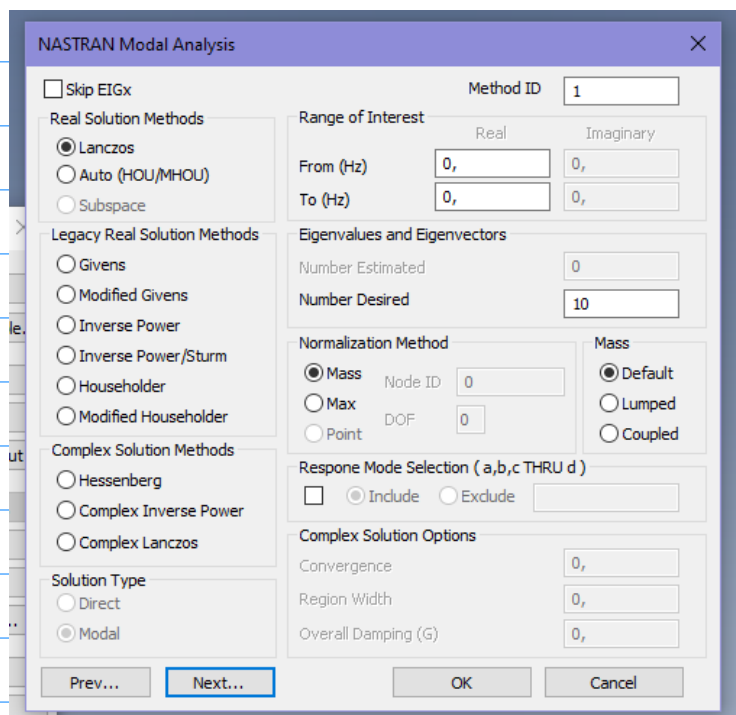 NASTRAN Modal Analysis
Skip EIGx
Method ID 1
Real Solution Methods
Lanczos
Auto (HOU/MHOU)
Subspace
Range of Interest
Real Imaginary
From (Hz) 0, 0,
To (Hz) 0, 0,
Legacy Real Solution Methods
Givens
Modified Givens
Inverse Power
Inverse Power/Sturm
Householder
Modified Householder
Eigenvalues and Eigenvectors
Number Estimated 0
Number Desired 10
Normalization Method
Mass
Max
Point
Node ID 0
DOF 0
Mass
Default
Lumped
Coupled
Complex Solution Methods
Hessenberg
Complex Inverse Power
Complex Lanczos
Respone Mode Selection ( a,b,c THRU d )
Include Exclude
Solution Type
Direct
Modal
Complex Solution Options
Convergence 0,
Region Width 0,
Overall Damping (G) 0,
Prev... Next... OK Cancel
le.
ut
..